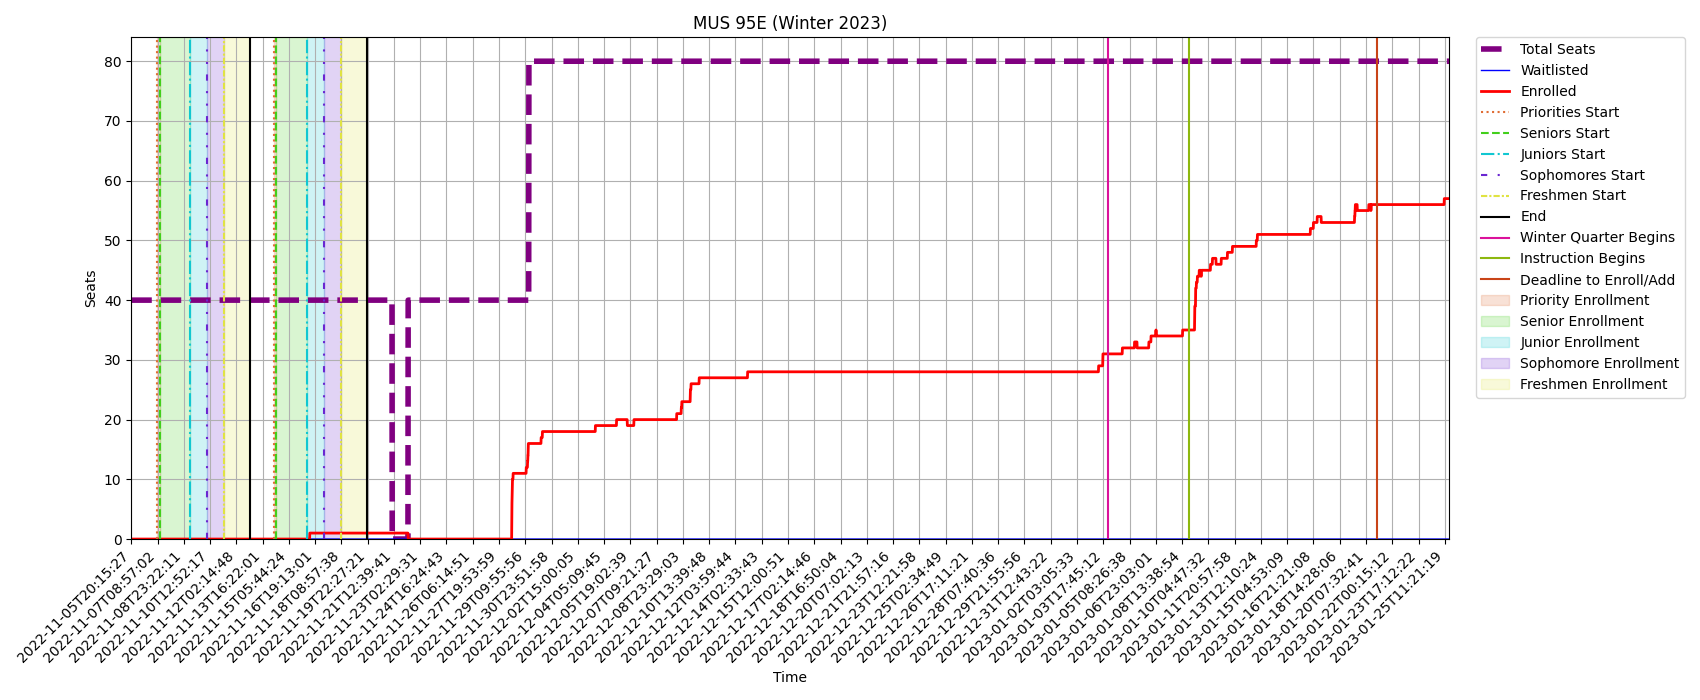 MUS 95E (Winter 2023)
Seats
80
70
60
50
40
30
20
10
0
2022-11-05T20:15:27
2022-11-07T08:57:02
2022-11-08T23:22:11
2022-11-10T12:52:17
2022-11-12T02:14:48
2022-11-13T16:22:01
2022-11-15T05:44:24
2022-11-16T19:13:01
2022-11-18T08:57:38
2022-11-19T22:27:21
2022-11-21T12:39:41
2022-11-23T02:29:31
2022-11-24T16:24:43
2022-11-26T06:14:51
2022-11-27T19:53:59
2022-11-29T09:55:56
2022-11-30T23:51:58
2022-12-02T15:00:05
2022-12-04T05:09:45
2022-12-05T19:02:39
2022-12-07T09:21:27
2022-12-08T23:29:03
2022-12-10T13:39:48
2022-12-12T03:59:44
2022-12-14T02:33:43
2022-12-15T12:00:51
2022-12-17T02:14:46
2022-12-18T16:50:04
2022-12-20T07:02:13
2022-12-21T21:57:16
2022-12-23T12:21:58
2022-12-25T02:34:49
2022-12-26T17:11:21
2022-12-28T07:40:36
2022-12-29T21:55:56
2022-12-31T12:43:22
2023-01-02T03:05:33
2023-01-03T17:45:12
2023-01-05T08:26:38
2023-01-06T23:03:01
2023-01-08T13:38:54
2023-01-10T04:47:32
2023-01-11T20:57:58
2023-01-13T12:10:24
2023-01-15T04:53:09
2023-01-16T21:21:08
2023-01-18T14:28:06
2023-01-20T07:32:41
2023-01-22T00:15:12
2023-01-23T17:12:22
2023-01-25T11:21:19
Time
Total Seats
Waitlisted
Enrolled
Priorities Start
Seniors Start
Juniors Start
Sophomores Start
Freshmen Start
End
Winter Quarter Begins
Instruction Begins
Deadline to Enroll/Add
Priority Enrollment
Senior Enrollment
Junior Enrollment
Sophomore Enrollment
Freshmen Enrollment